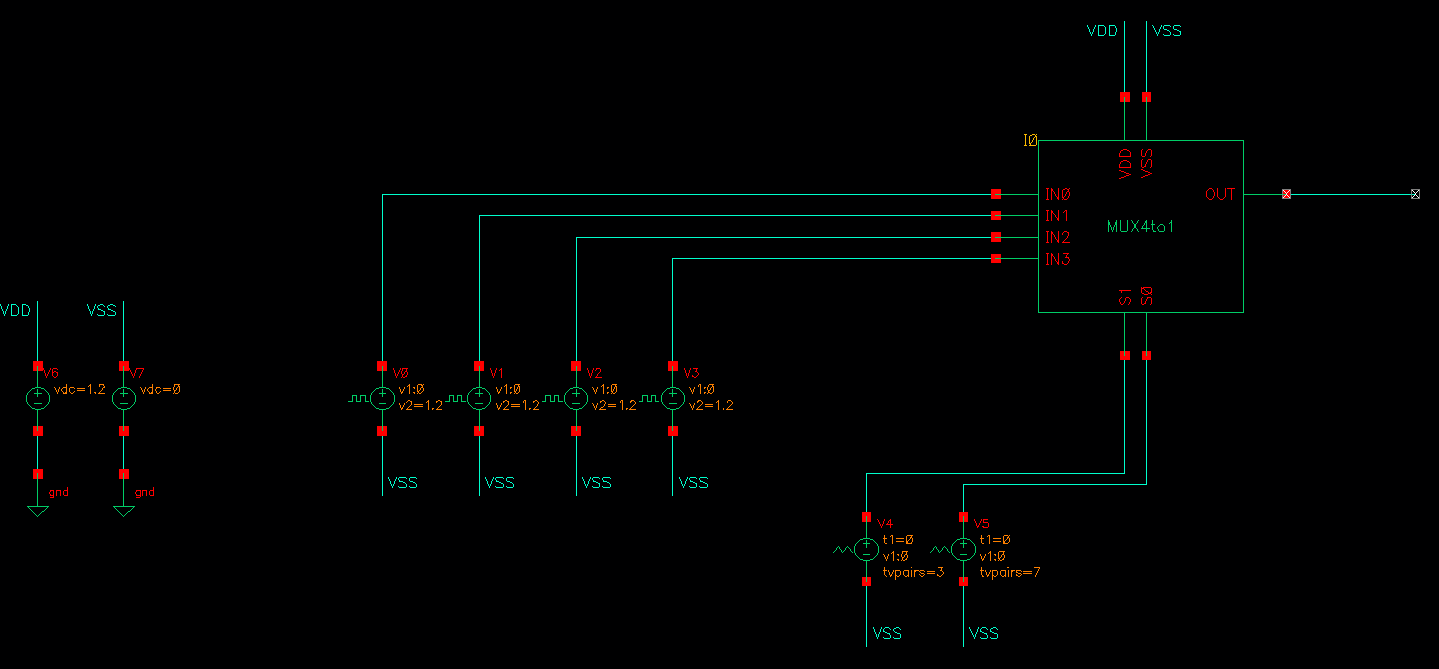 VDD
VSS
I0
VDD
VSS
IN0
IN1
IN2
IN3
OUT
MUX4to1
S1
S0
VDD
VSS
V6
vdc=1.2
gnd
V7
vdc=0
gnd
V0
v1:0
v2=1.2
VSS
V1
v1:0
v2=1.2
VSS
V2
v1:0
v2=1.2
VSS
V3
v1:0
v2=1.2
VSS
V4
t1=0
v1:0
tvpairs=3
VSS
V5
t1=0
v1:0
tvpairs=7
VSS